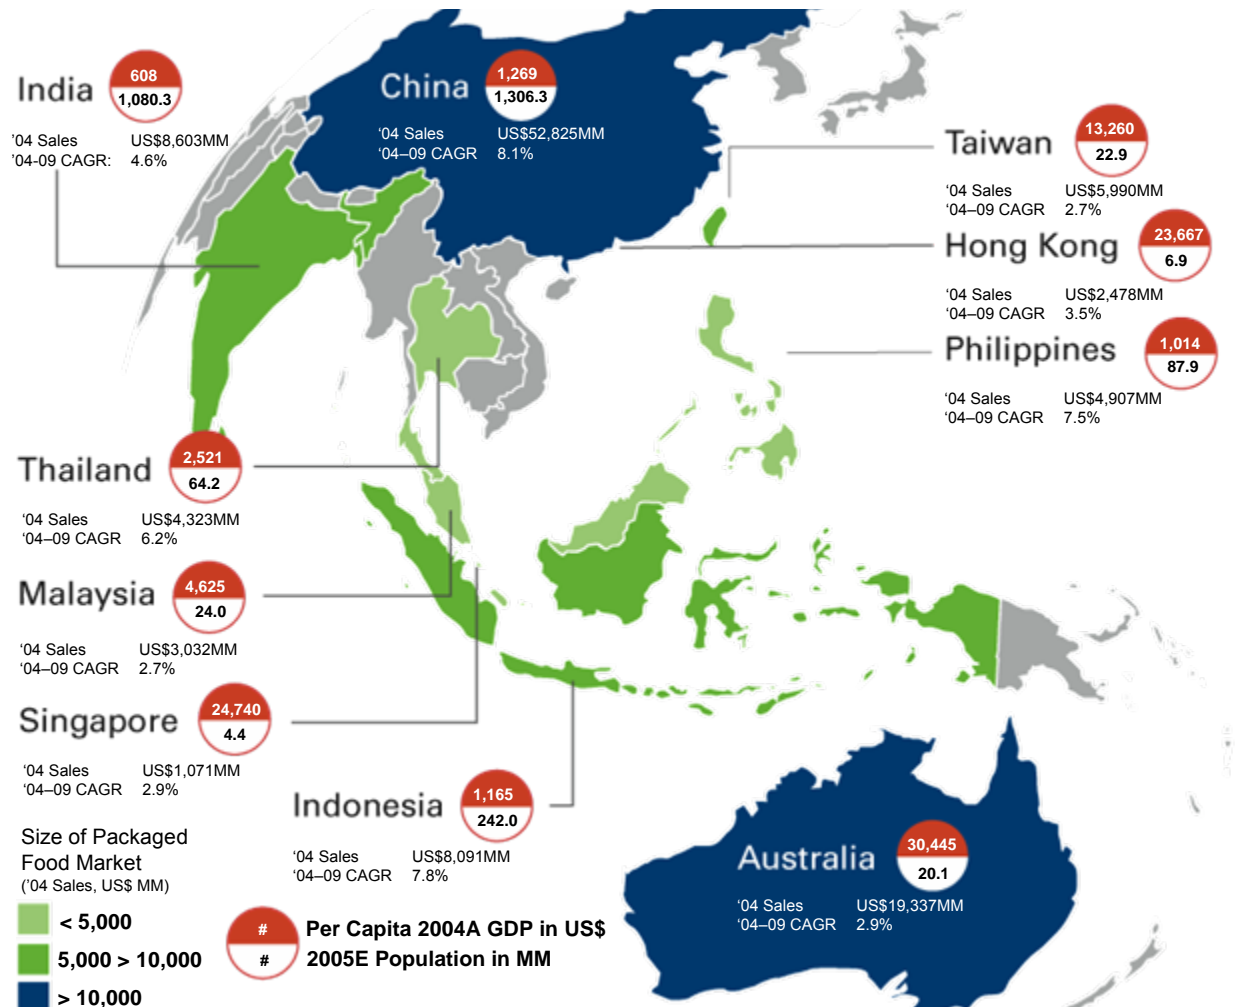 India
608
1,080.3
'04 Sales US$8,603MM
'04-09 CAGR: 4.6%
China
1,269
1,306.3
‘04 Sales US$52,825MM
‘04–09 CAGR 8.1%
Taiwan
13,260
22.9
‘04 Sales US$5,990MM
‘04–09 CAGR 2.7%
Hong Kong
23,667
6.9
‘04 Sales US$2,478MM
‘04–09 CAGR 3.5%
Philippines
1,014
87.9
‘04 Sales US$4,907MM
‘04–09 CAGR 7.5%
Thailand
2,521
64.2
‘04 Sales US$4,323MM
‘04–09 CAGR 6.2%
Malaysia
4,625
24.0
‘04 Sales US$3,032MM
‘04–09 CAGR 2.7%
Singapore
24,740
4.4
‘04 Sales US$1,071MM
‘04–09 CAGR 2.9%
Indonesia
1,165
242.0
‘04 Sales US$8,091MM
‘04–09 CAGR 7.8%
Australia
30,445
20.1
‘04 Sales US$19,337MM
‘04–09 CAGR 2.9%
Size of Packaged
Food Market
('04 Sales, US$ MM)
< 5,000
5,000 > 10,000
> 10,000
# Per Capita 2004A GDP in US$
# 2005E Population in MM